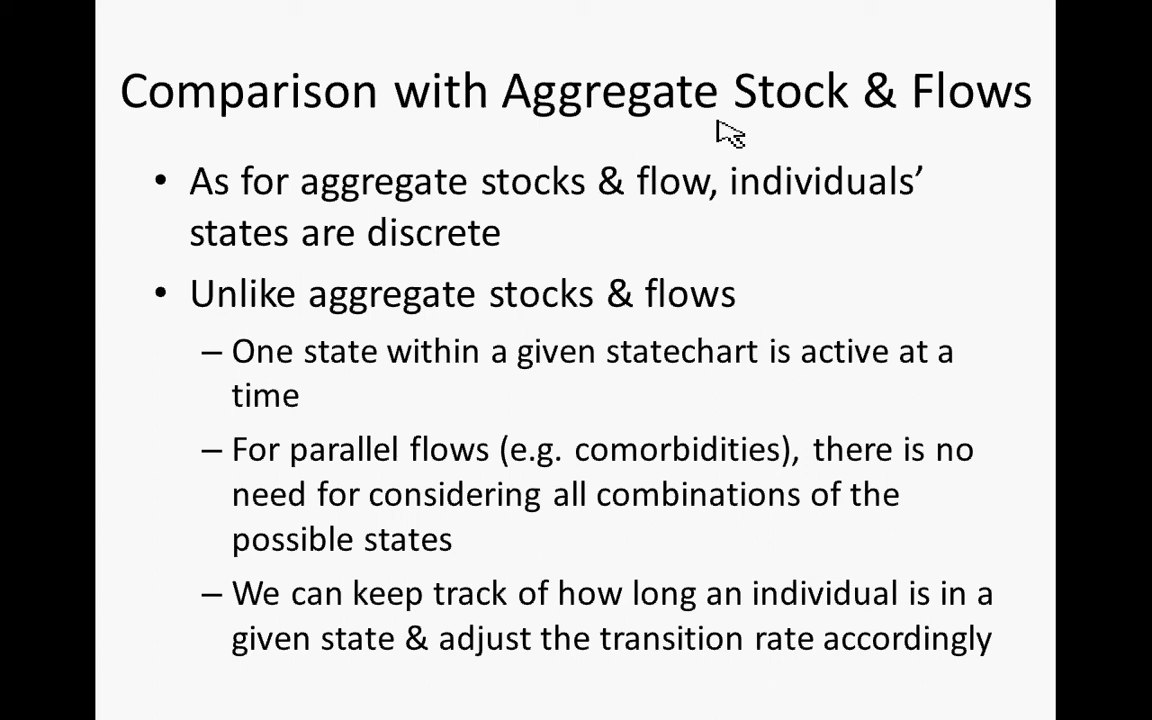 Comparison with Aggregate Stock & Flows
• As for aggregate stocks & flow, individuals’
states are discrete
• Unlike aggregate stocks & flows
– One state within a given statechart is active at a
time
– For parallel flows (e.g. comorbidities), there is no
need for considering all combinations of the
possible states
– We can keep track of how long an individual is in a
given state & adjust the transition rate accordingly